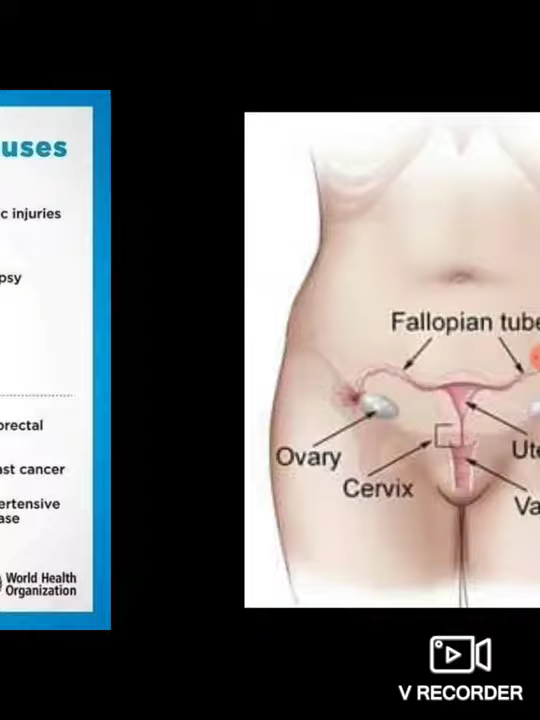 uses
c injuries
psy
orectal
ast cancer
ertensive
ase
World Health
Organization
Fallopian tube
Ovary
Cervix
Ute
Va
V RECORDER